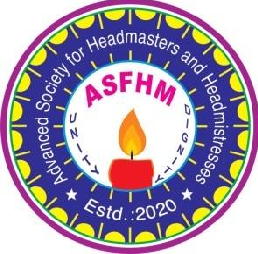 Advanced Society for Headmasters and Headmistresses
ASFHM
UNITY
DIGNITY
★ Estd.:2020 ★